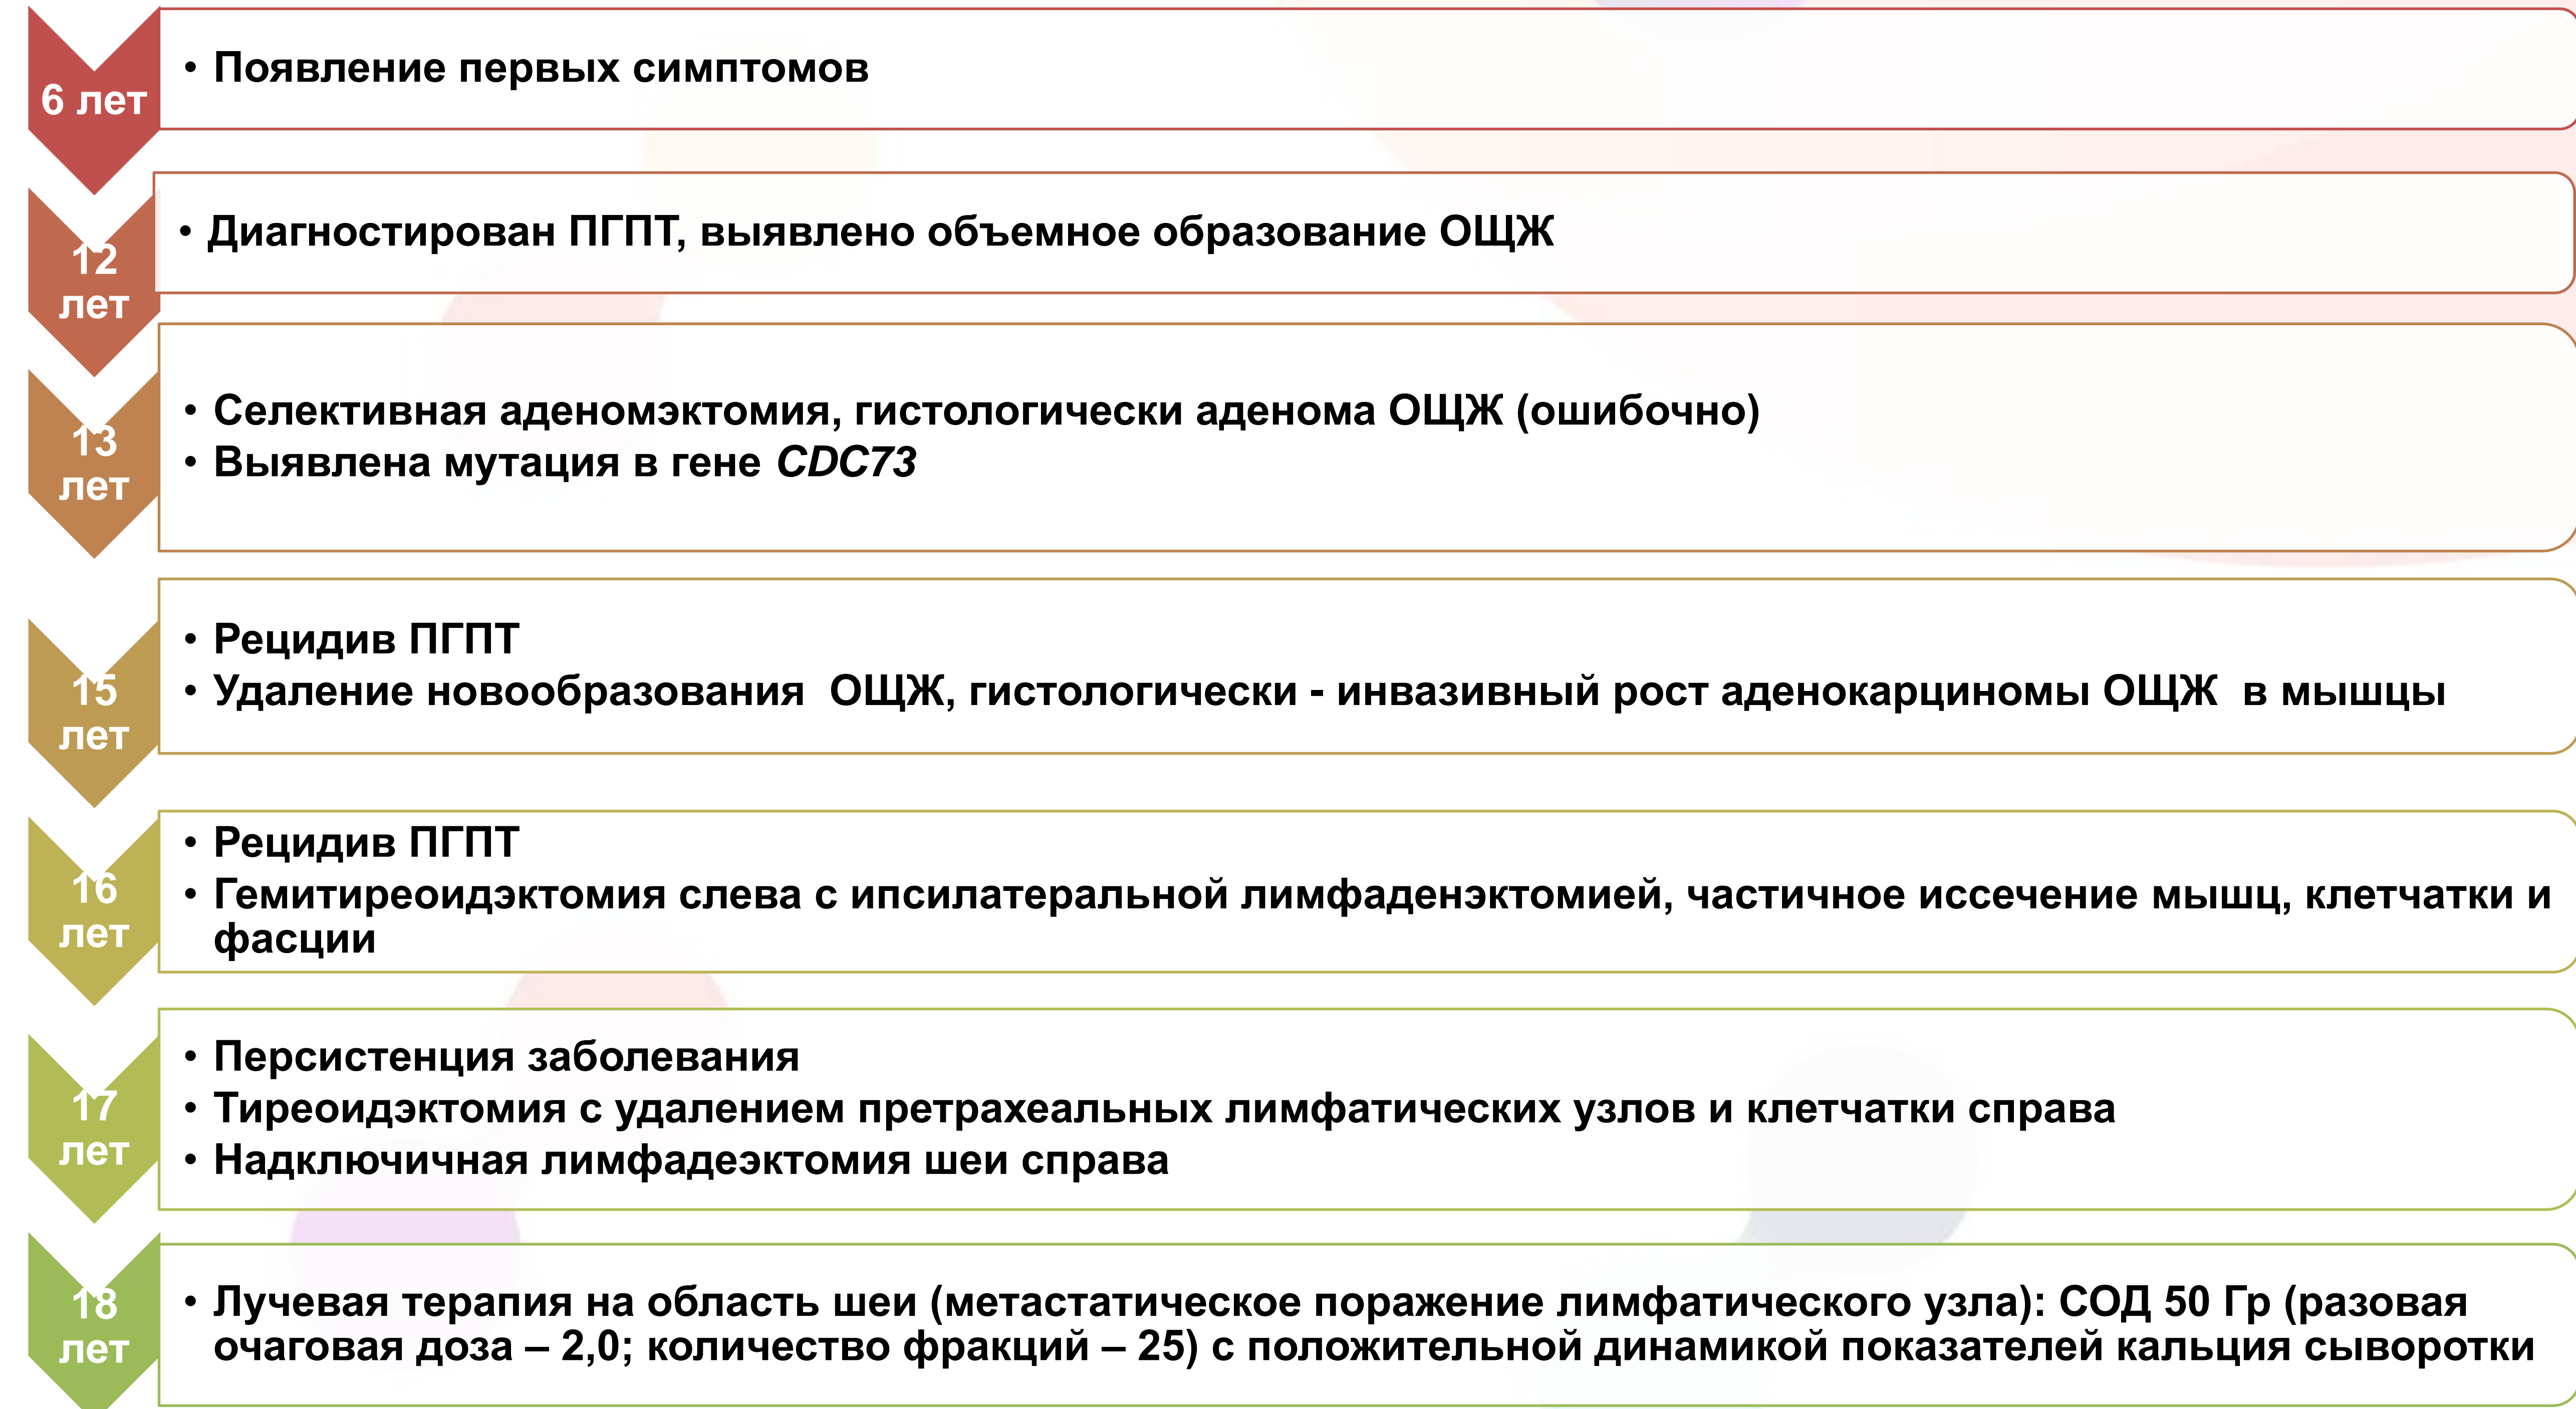 6 лет
• Появление первых симптомов
12
лет
• Диагностирован ПГПТ, выявлено объемное образование ОЩЖ
13
лет
• Селективная аденомэктомия, гистологически аденома ОЩЖ (ошибочно)
• Выявлена мутация в гене CDC73
15
лет
• Рецидив ПГПТ
• Удаление новообразования  ОЩЖ, гистологически - инвазивный рост аденокарциномы ОЩЖ  в мышцы
16
лет
• Рецидив ПГПТ
• Гемитиреоидэктомия слева с ипсилатеральной лимфаденэктомией, частичное иссечение мышц, клетчатки и
фасции
17
лет
• Персистенция заболевания
• Тиреоидэктомия с удалением претрахеальных лимфатических узлов и клетчатки справа
• Надключичная лимфадеэктомия шеи справа
18
лет
• Лучевая терапия на область шеи (метастатическое поражение лимфатического узла): СОД 50 Гр (разовая
очаговая доза – 2,0; количество фракций – 25) с положительной динамикой показателей кальция сыворотки